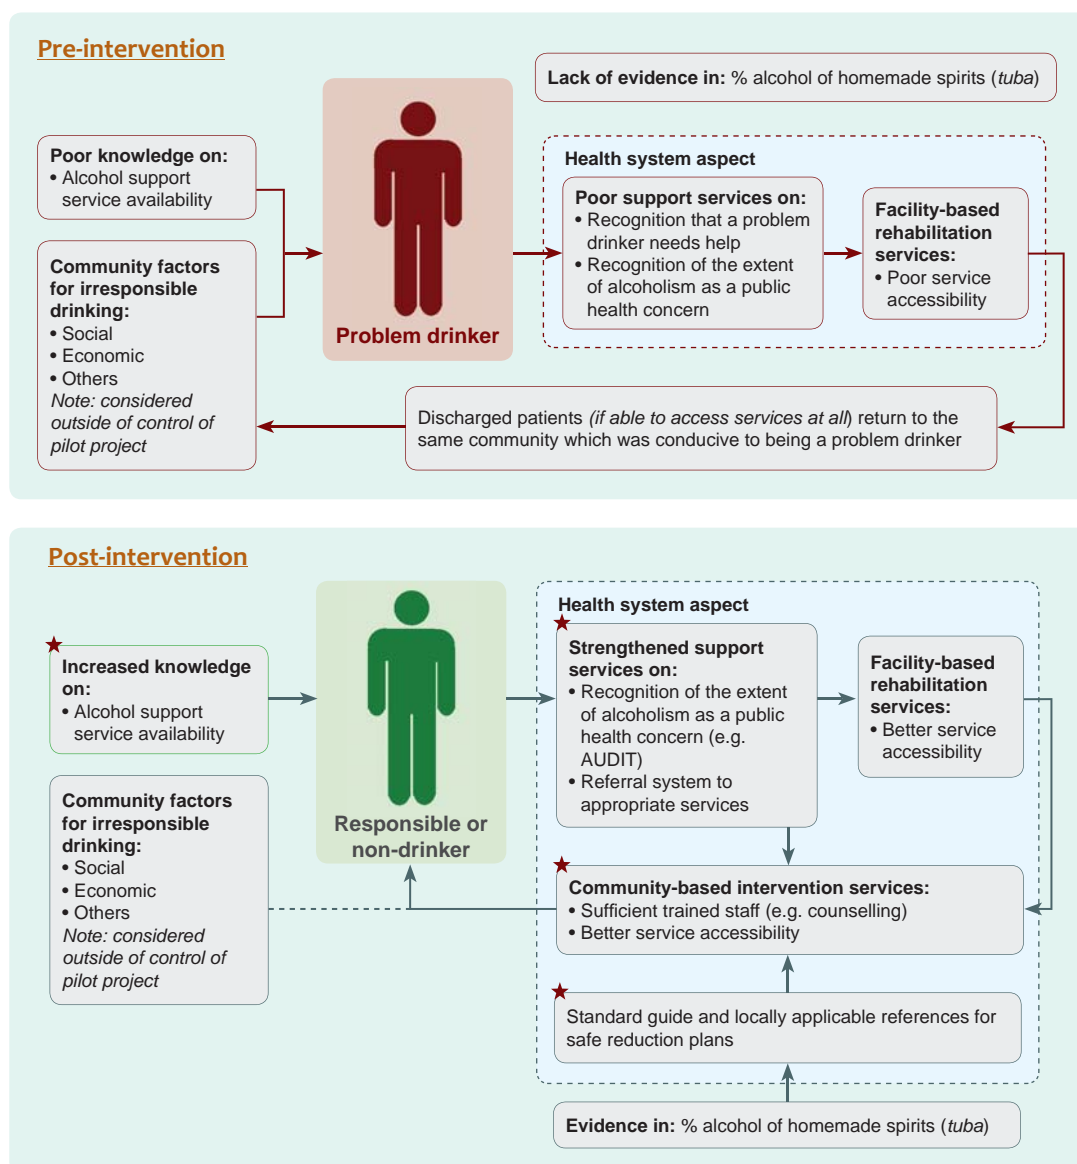 Pre-intervention
Lack of evidence in: % alcohol of homemade spirits (tuba)
Poor knowledge on:
• Alcohol support
service availability
Community factors
for irresponsible
drinking:
• Social
• Economic
• Others
Note: considered
outside of control of
pilot project
Problem drinker
Health system aspect
Poor support services on:
• Recognition that a problem
drinker needs help
• Recognition of the extent
of alcoholism as a public
health concern
Facility-based
rehabilitation
services:
• Poor service
accessibility
Discharged patients (if able to access services at all) return to the
same community which was conducive to being a problem drinker
Post-intervention
Increased knowledge
on:
• Alcohol support
service availability
Community factors
for irresponsible
drinking:
• Social
• Economic
• Others
Note: considered
outside of control of
pilot project
Responsible or
non-drinker
Health system aspect
Strengthened support
services on:
• Recognition of the extent
of alcoholism as a public
health concern (e.g.
AUDIT)
• Referral system to
appropriate services
Facility-based
rehabilitation
services:
• Better service
accessibility
Community-based intervention services:
• Sufficient trained staff (e.g. counselling)
• Better service accessibility
Standard guide and locally applicable references for
safe reduction plans
Evidence in: % alcohol of homemade spirits (tuba)